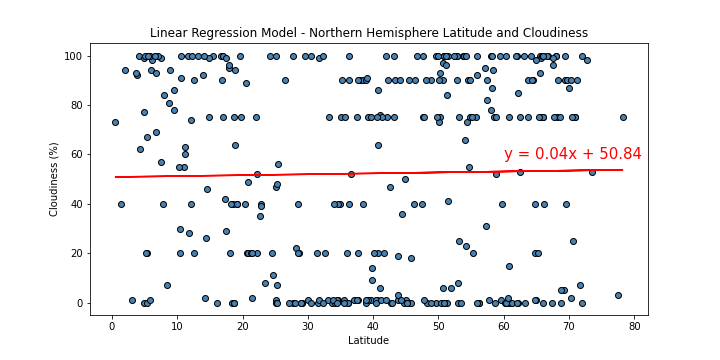 Linear Regression Model - Northern Hemisphere Latitude and Cloudiness
100
80
60
40
20
0
Cloudiness (%)
y = 0.04x + 50.84
0 10 20 30 40 50 60 70 80
Latitude